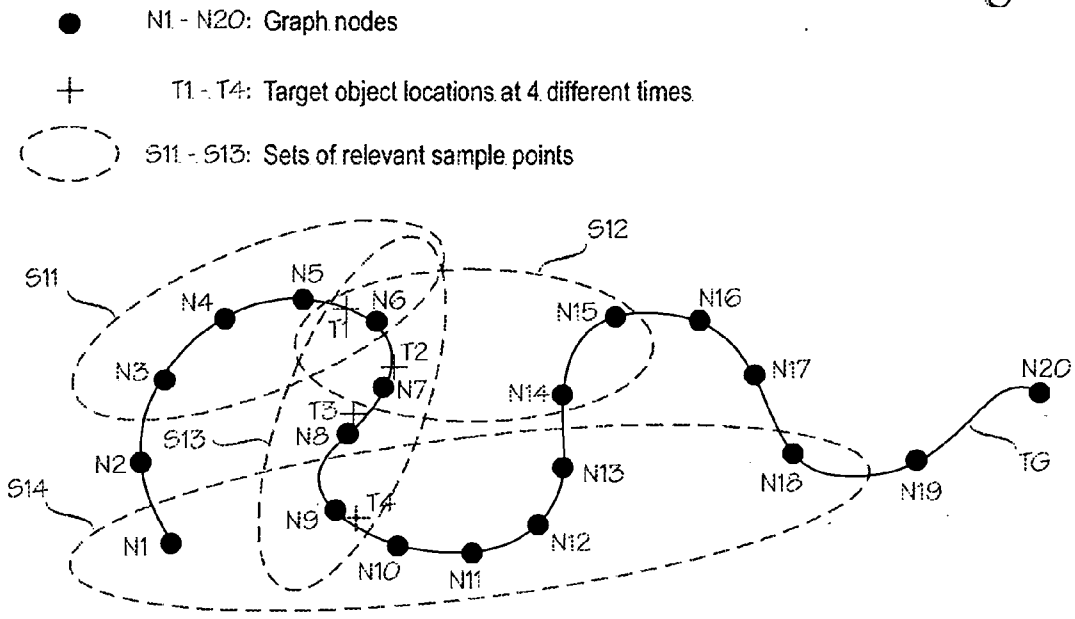 N1 - N20: Graph nodes
T1 - T4: Target object locations at 4 different times
S11 - S13: Sets of relevant sample points
S12
S11
N5
N4
N6
N15
N16
T1
T2
N3
N7
N17
N20
N14
T3
N8
S13
N2
N13
N18
TG
S14
N19
N9
T4
N1
N12
N10
N11